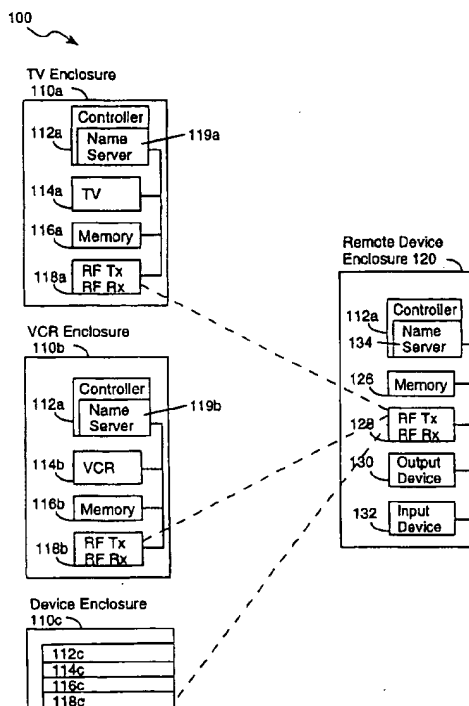 100
TV Enclosure
110a
Controller
112a
Name
Server
119a
114a
TV
116a
Memory
118a
RF Tx
RF Rx
VCR Enclosure
110b
Controller
112a
Name
Server
119b
114b
VCR
116b
Memory
118b
RF Tx
RF Rx
Device Enclosure
110c
112c
114c
116c
118c
Remote Device
Enclosure 120
Controller
112a
Name
134
Server
126
Memory
128
RF Tx
RF Rx
130
Output
Device
132
Input
Device